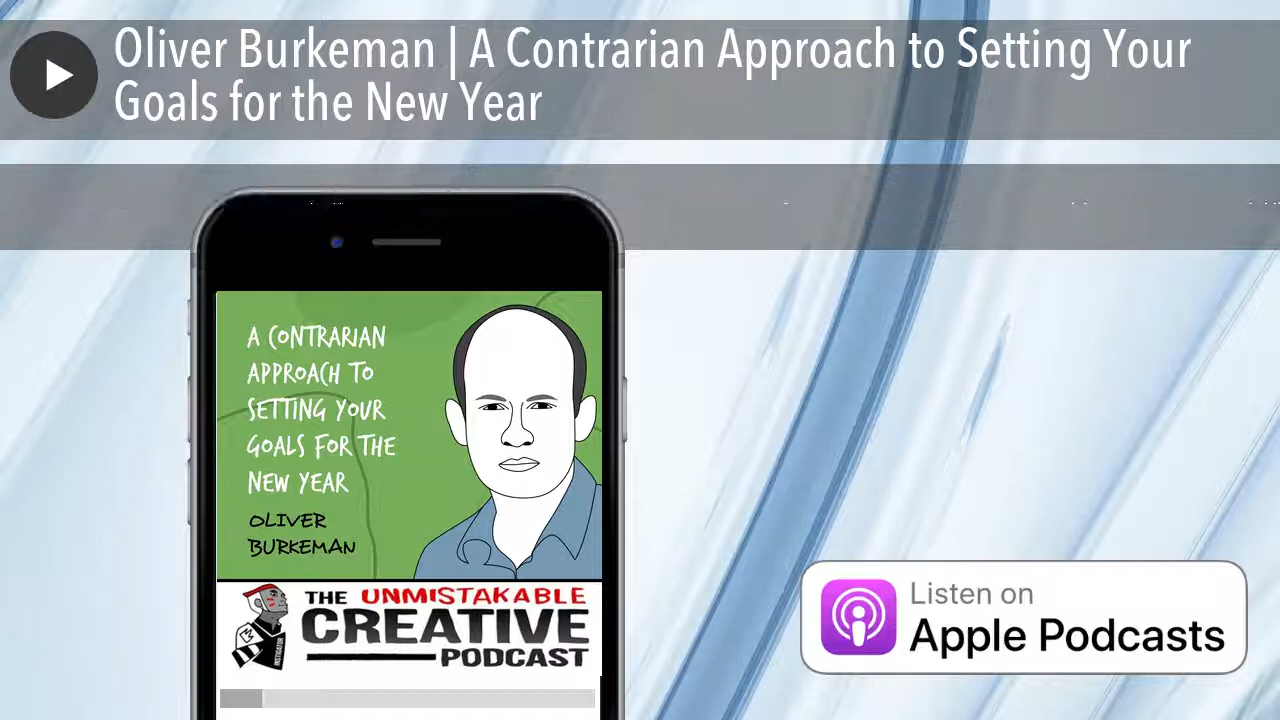 Oliver Burkeman | A Contrarian Approach to Setting Your
Goals for the New Year
A CONTRARIAN
APPROACH TO
SETTING YOUR
GOALS FOR THE
NEW YEAR
OLIVER
BURKEMAN
THE UNMISTAKABLE
CREATIVE
PODCAST
INSTIGATOR
Listen on
Apple Podcasts